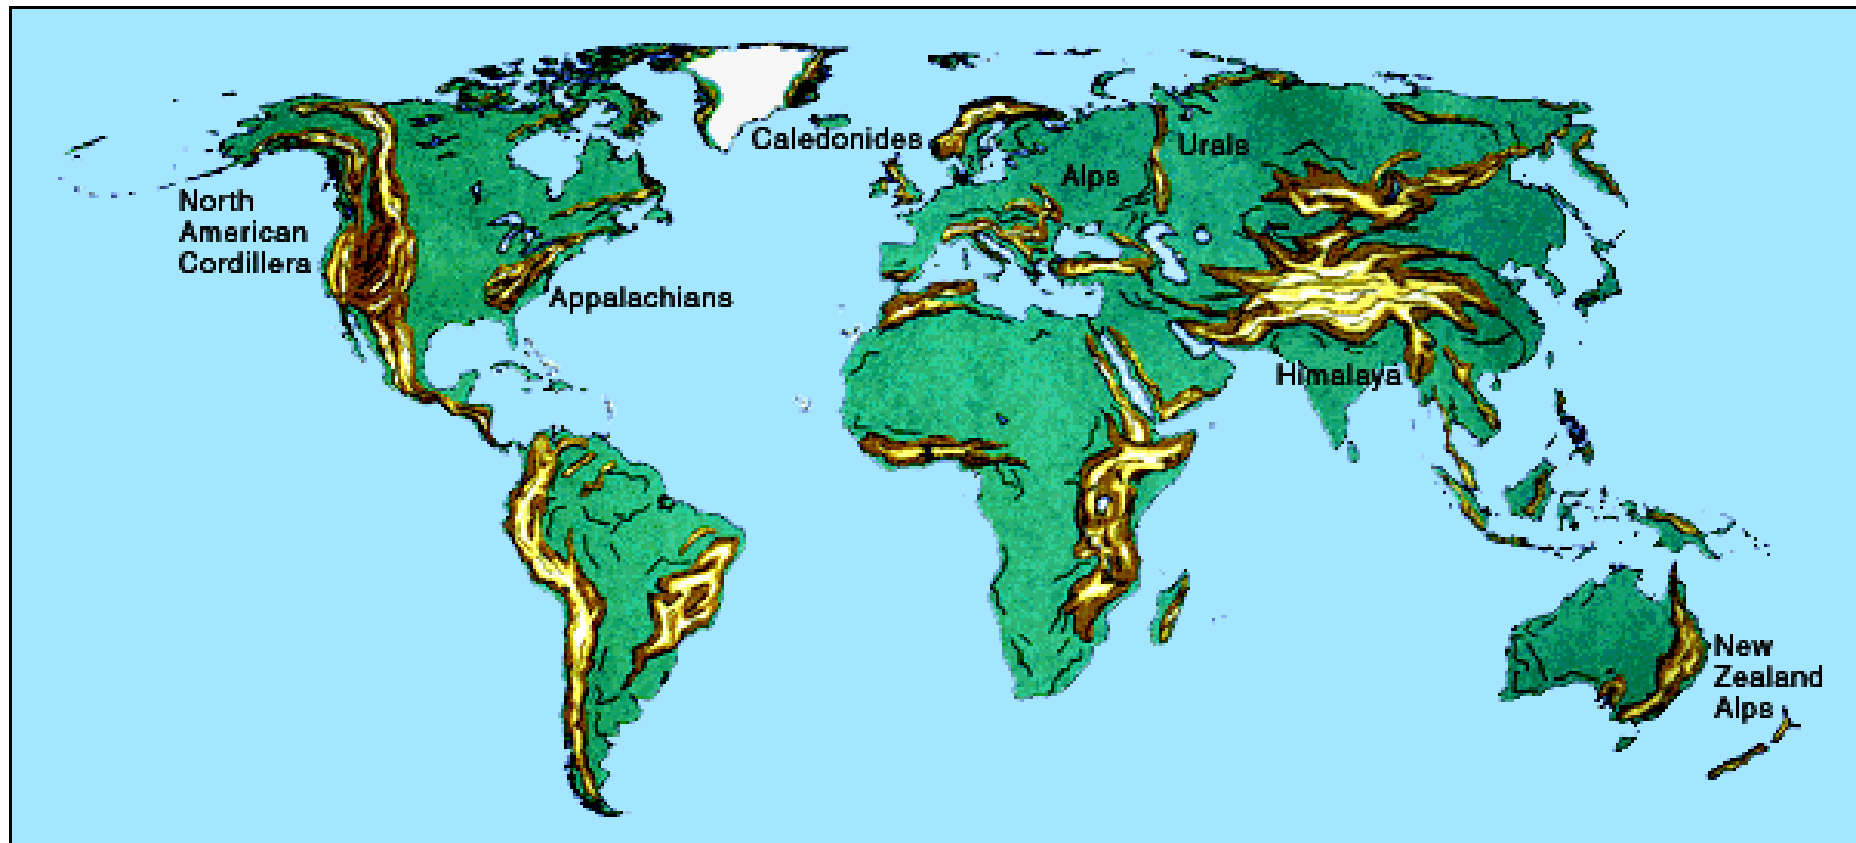 Caledonides
Urals
Alps
North
American
Cordillera
Appalachians
Himalaya
New
Zealand
Alps